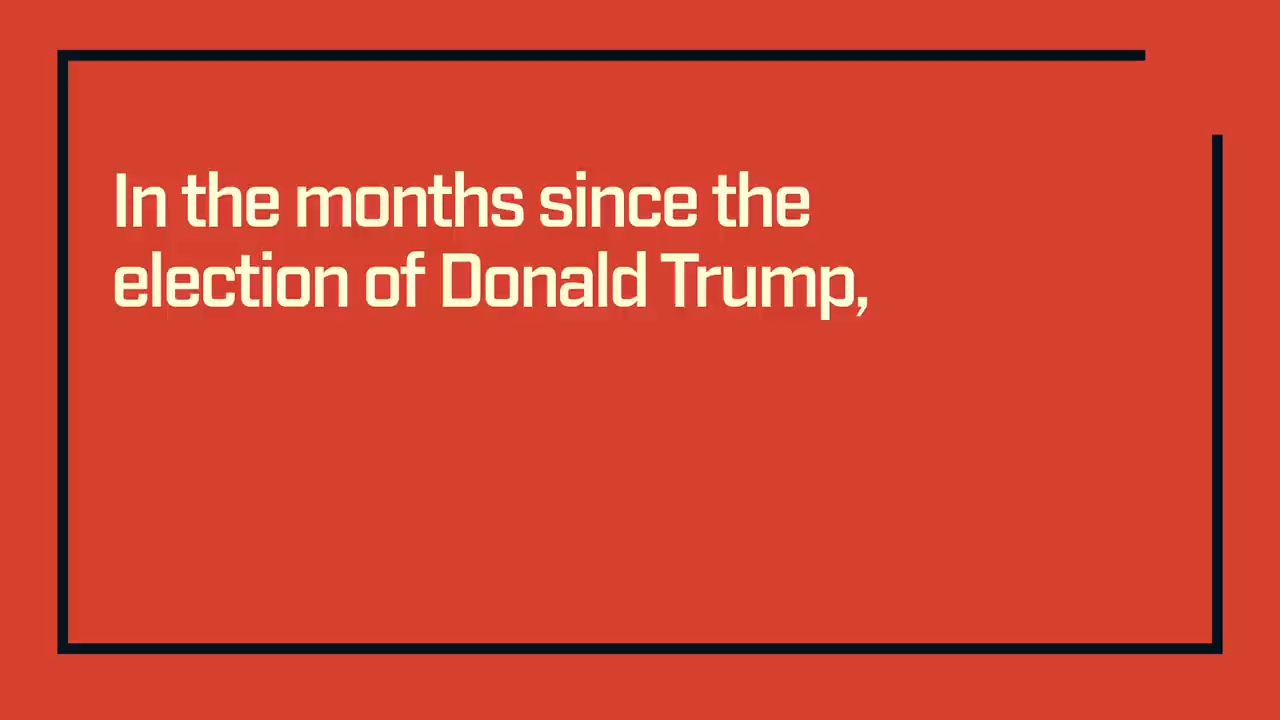 In the months since the
election of Donald Trump,